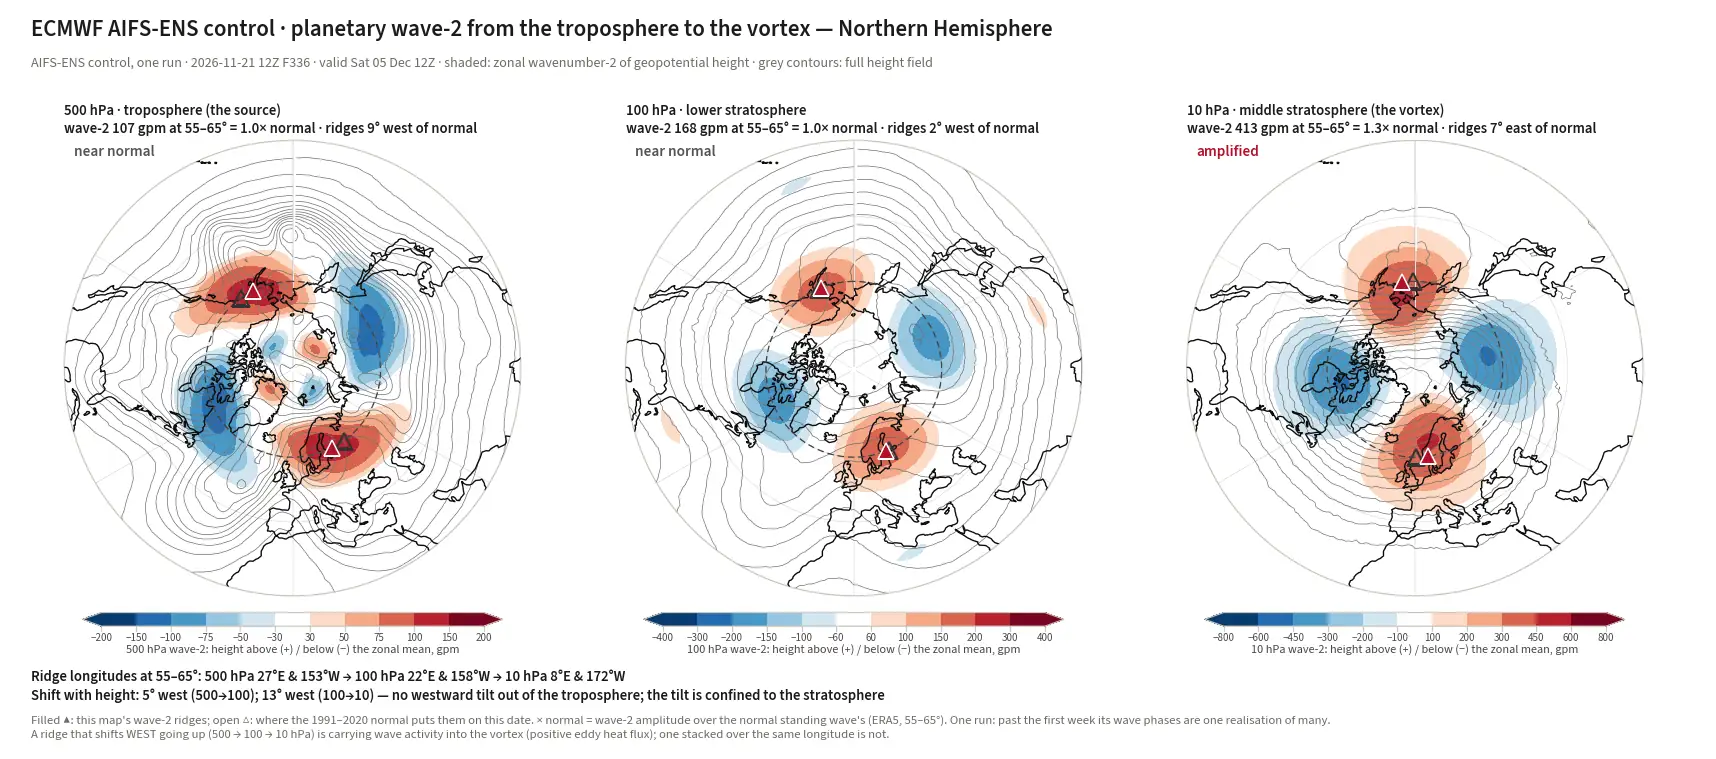 ECMWF AIFS-ENS control · planetary wave-2 from the troposphere to the vortex — Northern Hemisphere
AIFS-ENS control, one run · 2026-11-21 12Z F336 · valid Sat 05 Dec 12Z · shaded: zonal wavenumber-2 of geopotential height · grey contours: full height field
500 hPa · troposphere (the source)
wave-2 107 gpm at 55–65° = 1.0× normal · ridges 9° west of normal
near normal
100 hPa · lower stratosphere
wave-2 168 gpm at 55–65° = 1.0× normal · ridges 2° west of normal
near normal
10 hPa · middle stratosphere (the vortex)
wave-2 413 gpm at 55–65° = 1.3× normal · ridges 7° east of normal
amplified
−200 −150 −100 −75 −50 −30 30 50 75 100 150 200
500 hPa wave-2: height above (+) / below (−) the zonal mean, gpm
−400 −300 −200 −150 −100 −60 60 100 150 200 300 400
100 hPa wave-2: height above (+) / below (−) the zonal mean, gpm
−800 −600 −450 −300 −200 −100 100 200 300 450 600 800
10 hPa wave-2: height above (+) / below (−) the zonal mean, gpm
Ridge longitudes at 55–65°: 500 hPa 27°E & 153°W → 100 hPa 22°E & 158°W → 10 hPa 8°E & 172°W
Shift with height: 5° west (500→100); 13° west (100→10) — no westward tilt out of the troposphere; the tilt is confined to the stratosphere
Filled ▲: this map's wave-2 ridges; open △: where the 1991–2020 normal puts them on this date. × normal = wave-2 amplitude over the normal standing wave's (ERA5, 55–65°). One run: past the first week its wave phases are one realisation of many.
A ridge that shifts WEST going up (500 → 100 → 10 hPa) is carrying wave activity into the vortex (positive eddy heat flux); one stacked over the same longitude is not.